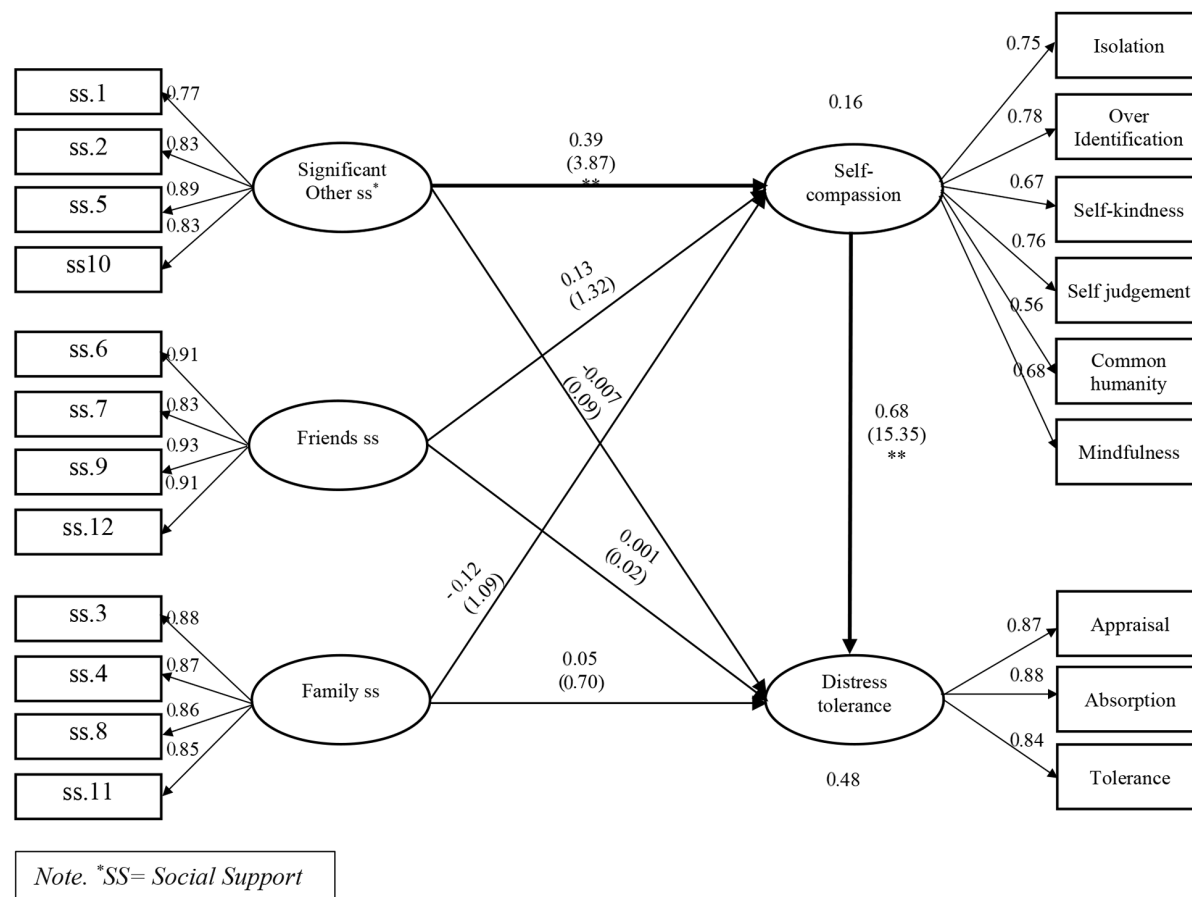 ss.1
ss.2
ss.5
ss10
0.77
0.83
0.89
0.83
Significant
Other ss*
ss.6
ss.7
ss.9
ss.12
0.91
0.83
0.93
0.91
Friends ss
ss.3
ss.4
ss.8
ss.11
0.88
0.87
0.86
0.85
Family ss
0.39
(3.87)
**
0.13
(1.32)
-0.007
(0.09)
0.001
(0.02)
-0.12
(1.09)
0.05
(0.70)
0.16
Self-
compassion
0.68
(15.35)
**
Distress
tolerance
0.48
0.75
0.78
0.67
0.76
0.56
0.68
Isolation
Over
Identification
Self-kindness
Self judgement
Common
humanity
Mindfulness
0.87
0.88
0.84
Appraisal
Absorption
Tolerance
Note. *SS= Social Support